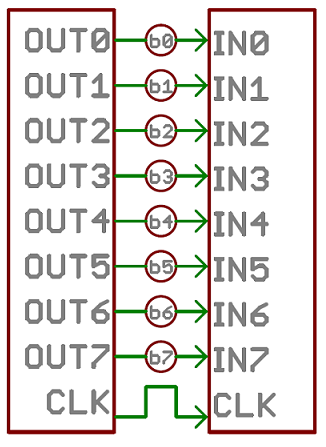 OUT0 b0 IN0
OUT1 b1 IN1
OUT2 b2 IN2
OUT3 b3 IN3
OUT4 b4 IN4
OUT5 b5 IN5
OUT6 b6 IN6
OUT7 b7 IN7
CLK CLK